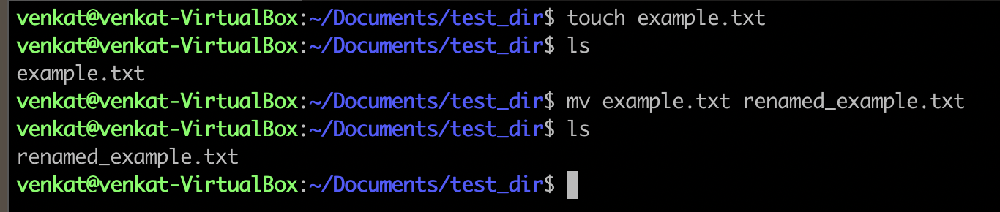 venkat@venkat-VirtualBox:~/Documents/test_dir$ touch example.txt
venkat@venkat-VirtualBox:~/Documents/test_dir$ ls
example.txt
venkat@venkat-VirtualBox:~/Documents/test_dir$ mv example.txt renamed_example.txt
venkat@venkat-VirtualBox:~/Documents/test_dir$ ls
renamed_example.txt
venkat@venkat-VirtualBox:~/Documents/test_dir$